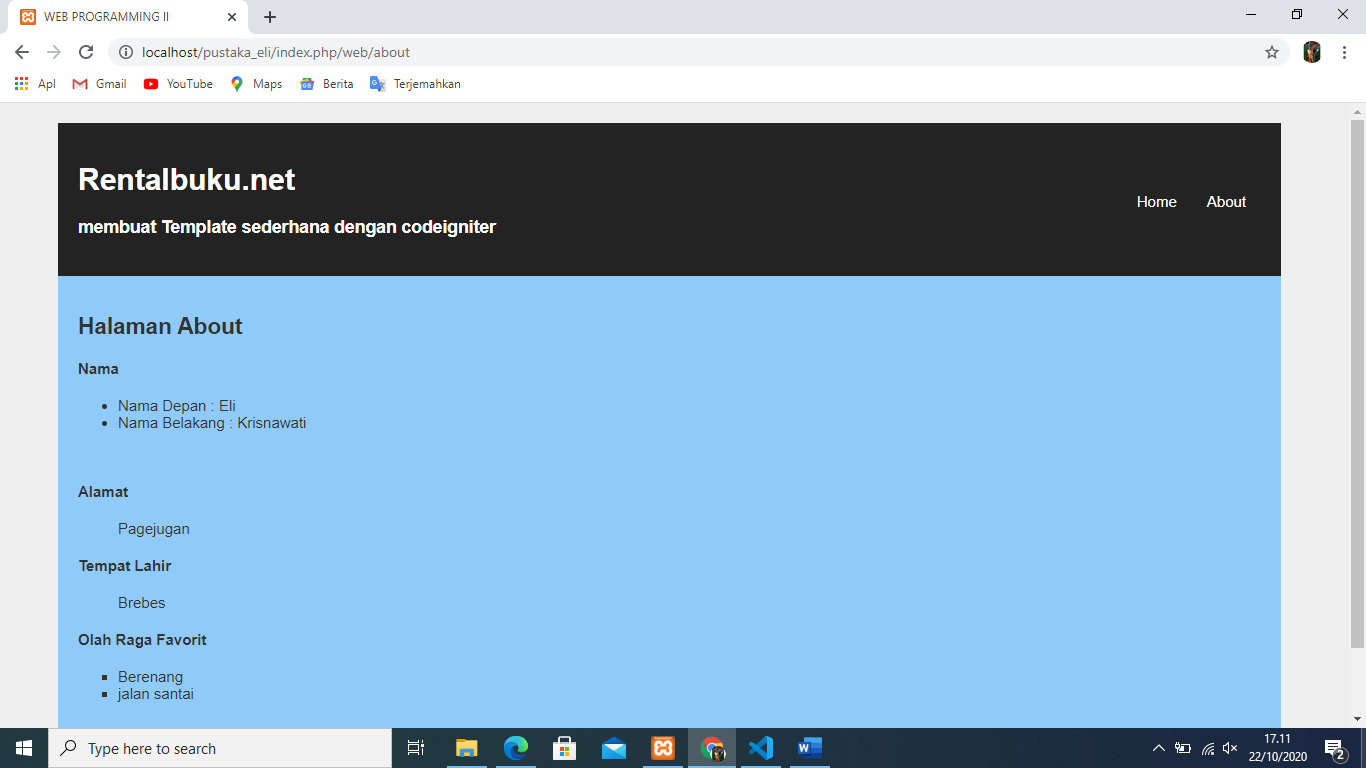 WEB PROGRAMMING II
localhost/pustaka_eli/index.php/web/about
Apl Gmail YouTube Maps Berita Terjemahkan
Rentalbuku.net
membuat Template sederhana dengan codeigniter
Home About
Halaman About
Nama
Nama Depan : Eli
Nama Belakang : Krisnawati
Alamat
Pagejugan
Tempat Lahir
Brebes
Olah Raga Favorit
Berenang
jalan santai
Type here to search
17.11
22/10/2020
2